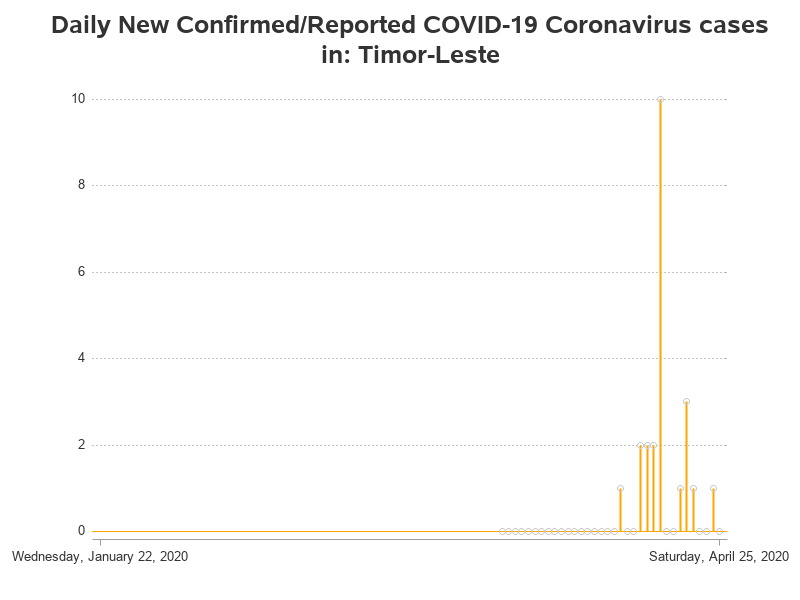 Daily New Confirmed/Reported COVID-19 Coronavirus cases
in: Timor-Leste
10
8
6
4
2
0
Wednesday, January 22, 2020
Saturday, April 25, 2020